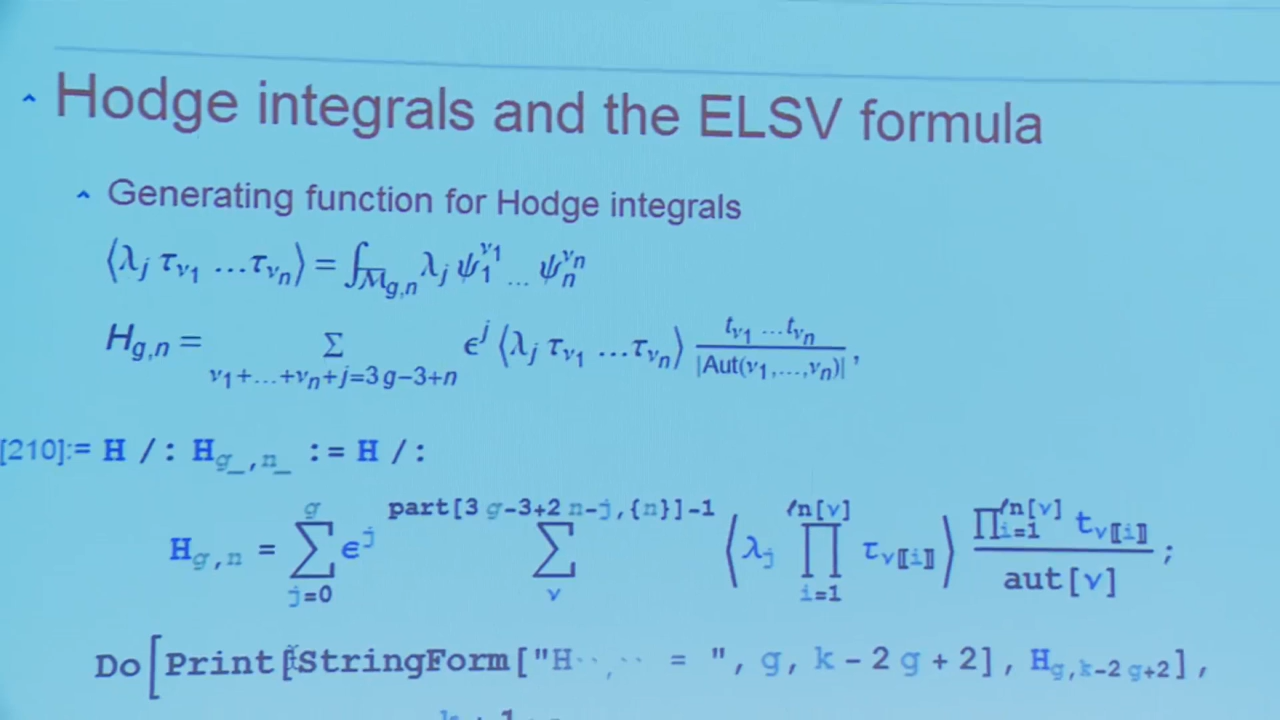 Hodge integrals and the ELSV formula
Generating function for Hodge integrals
⟨λ_j τ_{ν_1} …τ_{ν_n}⟩ = ∫_{M̄_{g,n}} λ_j ψ_1^{ν_1} … ψ_n^{ν_n}
H_{g,n} = Σ_{ν_1+…+ν_n+j=3g-3+n} ϵ^j ⟨λ_j τ_{ν_1} …τ_{ν_n}⟩ t_{ν_1} …t_{ν_n} / |Aut(ν_1,…,ν_n)|,
[210]:= H /: H_{g_,n_} := H /:
H_{g,n} = ∑_{j=0}^{g} ϵ^j ∑_{ν}^{part[3 g-3+2 n-j,{n}]-1} ⟨λ_j ∏_{i=1}^{ℓn[ν]} τ_{ν⟦i⟧}⟩ ∏_{i=1}^{ℓn[ν]} t_{ν⟦i⟧} / aut[ν] ;
Do[Print[StringForm["H``,`` = ", g, k - 2 g + 2], H_{g,k-2 g+2}],